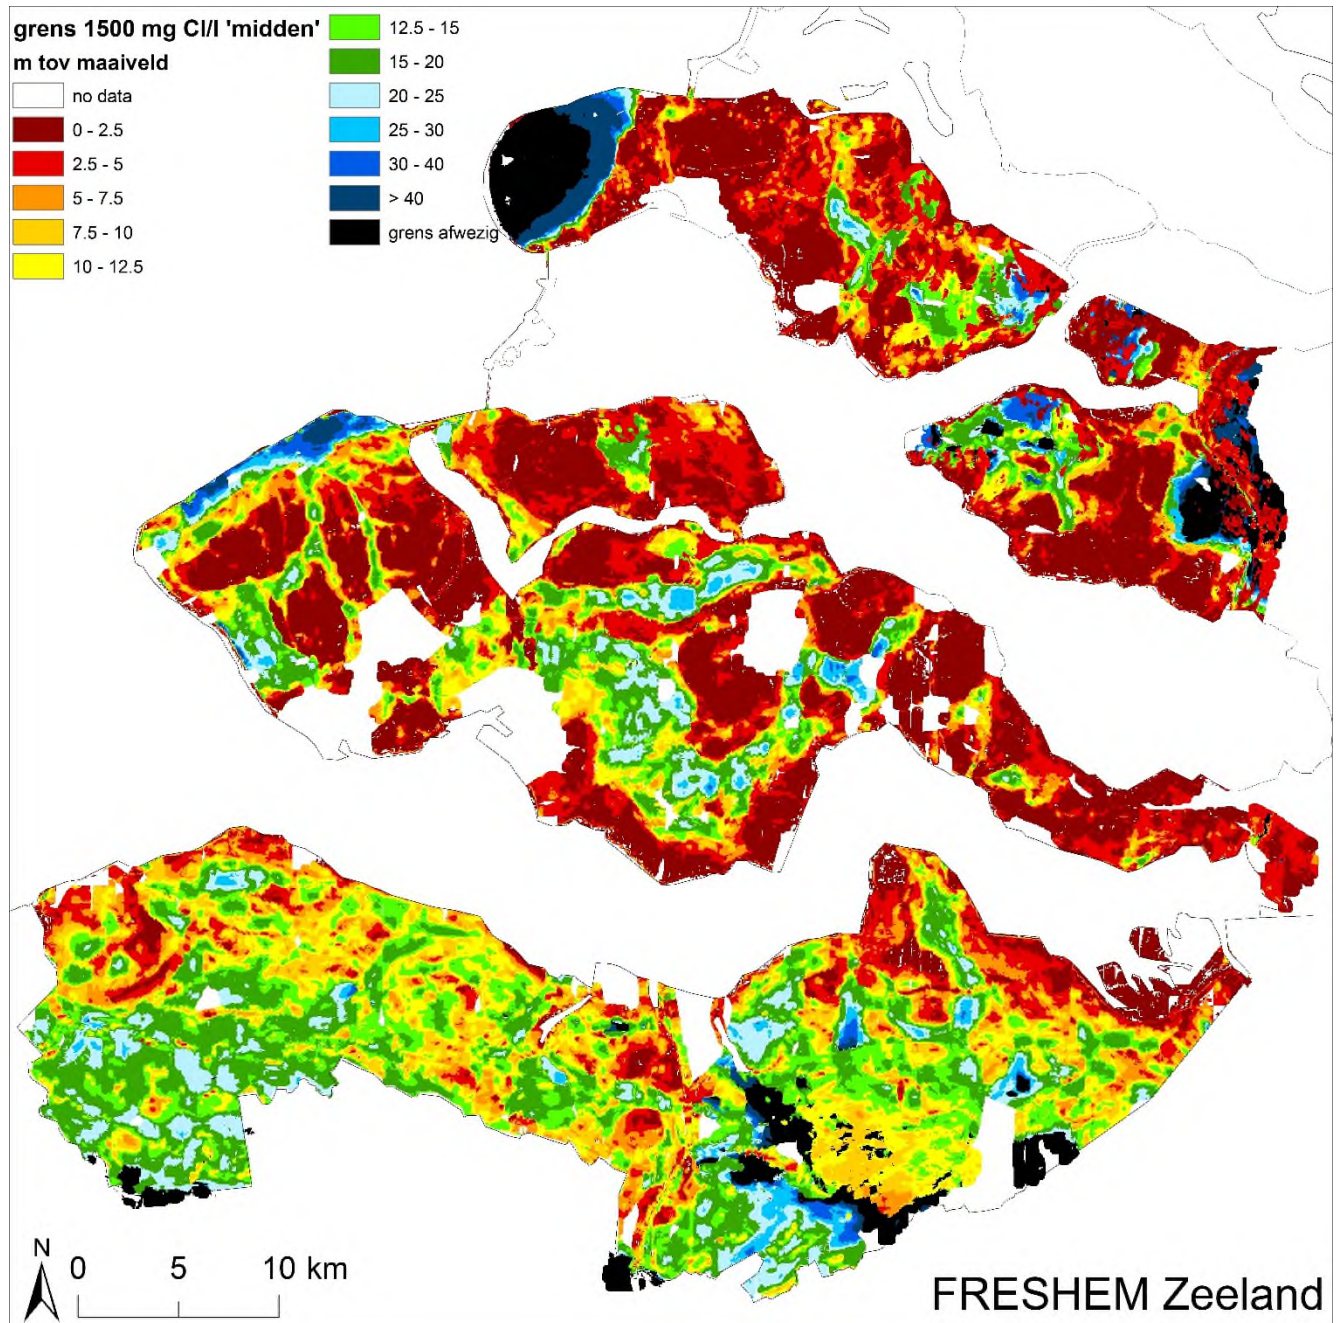 grens 1500 mg Cl/l 'midden'
m tov maaiveld
no data
0 - 2.5
2.5 - 5
5 - 7.5
7.5 - 10
10 - 12.5
12.5 - 15
15 - 20
20 - 25
25 - 30
30 - 40
> 40
grens afwezig
N
0 5 10 km
FRESHEM Zeeland